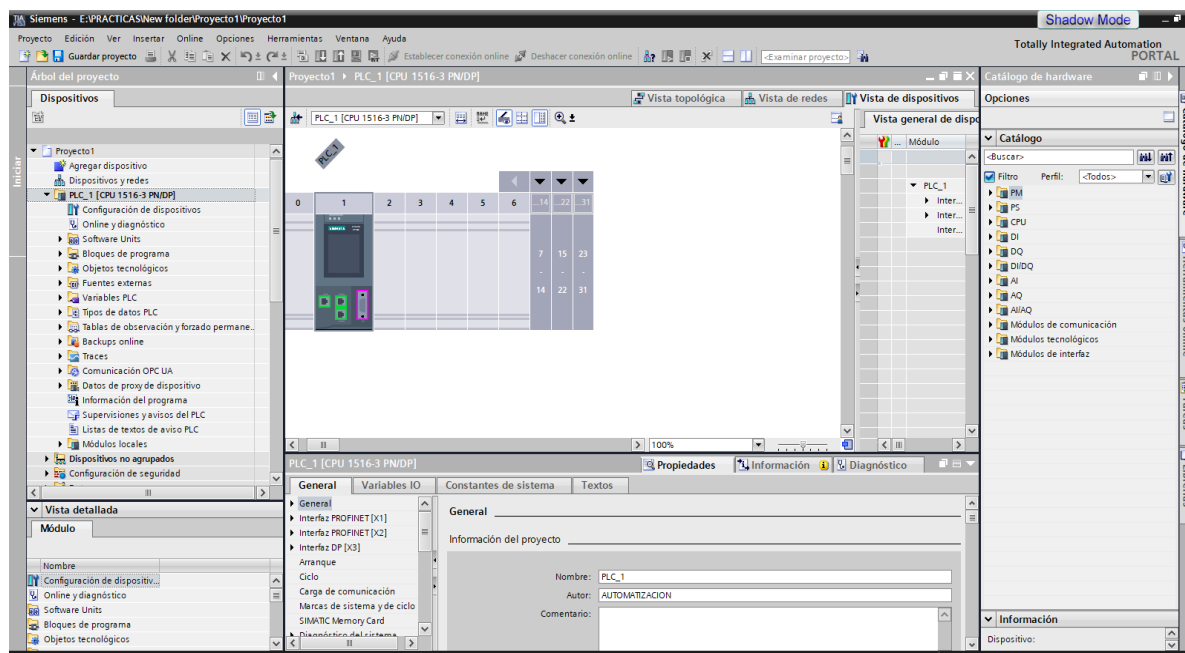 Siemens - E:\PRACTICAS\New folder\Proyecto1\Proyecto1
Shadow Mode
Proyecto Edición Ver Insertar Online Opciones Herramientas Ventana Ayuda
Totally Integrated Automation
PORTAL
Guardar proyecto
Establecer conexión online
Deshacer conexión online
<Examinar proyecto>
Iniciar
Árbol del proyecto
Dispositivos
Proyecto1
Agregar dispositivo
Dispositivos y redes
PLC_1 [CPU 1516-3 PN/DP]
Configuración de dispositivos
Online y diagnóstico
Software Units
Bloques de programa
Objetos tecnológicos
Fuentes externas
Variables PLC
Tipos de datos PLC
Tablas de observación y forzado permane..
Backups online
Traces
Comunicación OPC UA
Datos de proxy de dispositivo
Información del programa
Supervisiones y avisos del PLC
Listas de textos de aviso PLC
Módulos locales
Dispositivos no agrupados
Configuración de seguridad
Vista detallada
Módulo
Nombre
Configuración de dispositiv...
Online y diagnóstico
Software Units
Bloques de programa
Objetos tecnológicos
Proyecto1 PLC_1 [CPU 1516-3 PN/DP]
Vista topológica
Vista de redes
Vista de dispositivos
PLC_1 [CPU 1516-3 PN/DP]
PLC_1
0 1 2 3 4 5 6 ...14 ...22 ...31
SIEMENS
7 15 23
- - -
14 22 31
100%
Vista general de dispo
... Módulo
PLC_1
Inter...
Inter...
Inter...
PLC_1 [CPU 1516-3 PN/DP]
Propiedades
Información
Diagnóstico
General Variables IO Constantes de sistema Textos
General
Interfaz PROFINET [X1]
Interfaz PROFINET [X2]
Interfaz DP [X3]
Arranque
Ciclo
Carga de comunicación
Marcas de sistema y de ciclo
SIMATIC Memory Card
Diagnóstico del sistema
General
Información del proyecto
Nombre: PLC_1
Autor: AUTOMATIZACION
Comentario:
Catálogo de hardware
Opciones
Catálogo
<Buscar>
Filtro Perfil: <Todos>
PM
PS
CPU
DI
DQ
DI/DQ
AI
AQ
AI/AQ
Módulos de comunicación
Módulos tecnológicos
Módulos de interfaz
Información
Dispositivo: